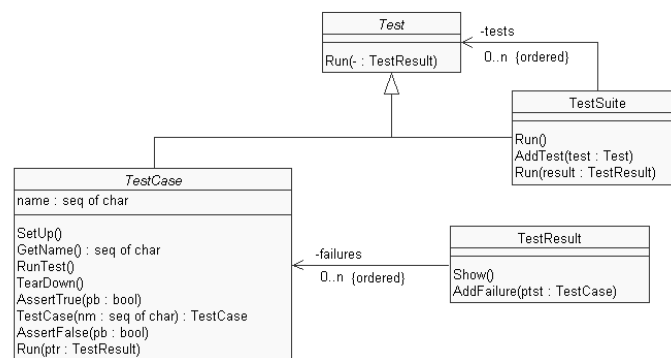 Test
Run(- : TestResult)
-tests
0..n {ordered}
TestSuite
Run()
AddTest(test : Test)
Run(result : TestResult)
TestCase
name : seq of char
SetUp()
GetName() : seq of char
RunTest()
TearDown()
AssertTrue(pb : bool)
TestCase(nm : seq of char) : TestCase
AssertFalse(pb : bool)
Run(ptr : TestResult)
-failures
0..n {ordered}
TestResult
Show()
AddFailure(ptst : TestCase)